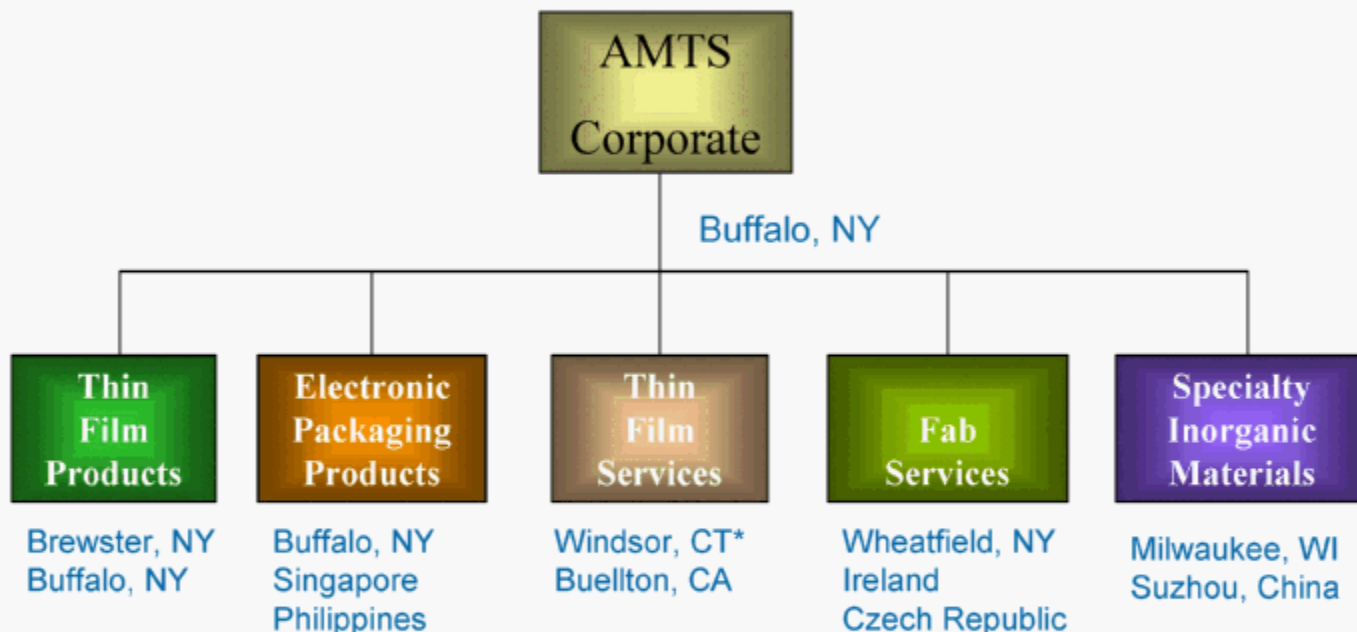 AMTS
Corporate
Buffalo, NY
Thin
Film
Products
Electronic
Packaging
Products
Thin
Film
Services
Fab
Services
Specialty
Inorganic
Materials
Brewster, NY
Buffalo, NY
Buffalo, NY
Singapore
Philippines
Windsor, CT*
Buellton, CA
Wheatfield, NY
Ireland
Czech Republic
Milwaukee, WI
Suzhou, China